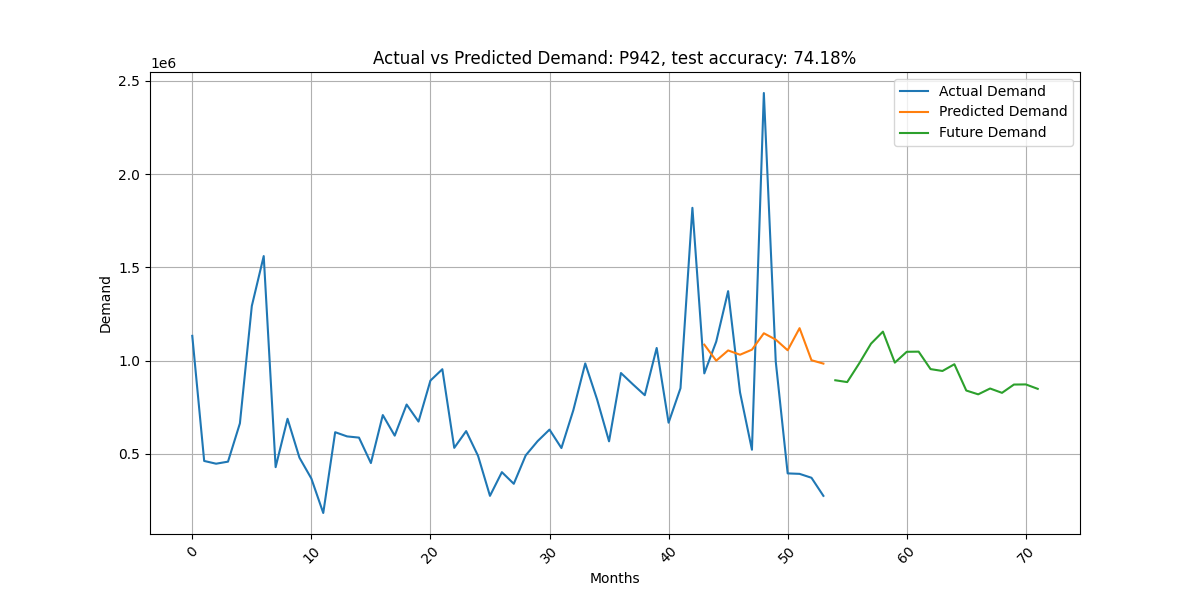 Actual vs Predicted Demand: P942, test accuracy: 74.18%
1e6
2.5
2.0
1.5
1.0
0.5
Demand
Actual Demand
Predicted Demand
Future Demand
0
10
20
30
40
50
60
70
Months